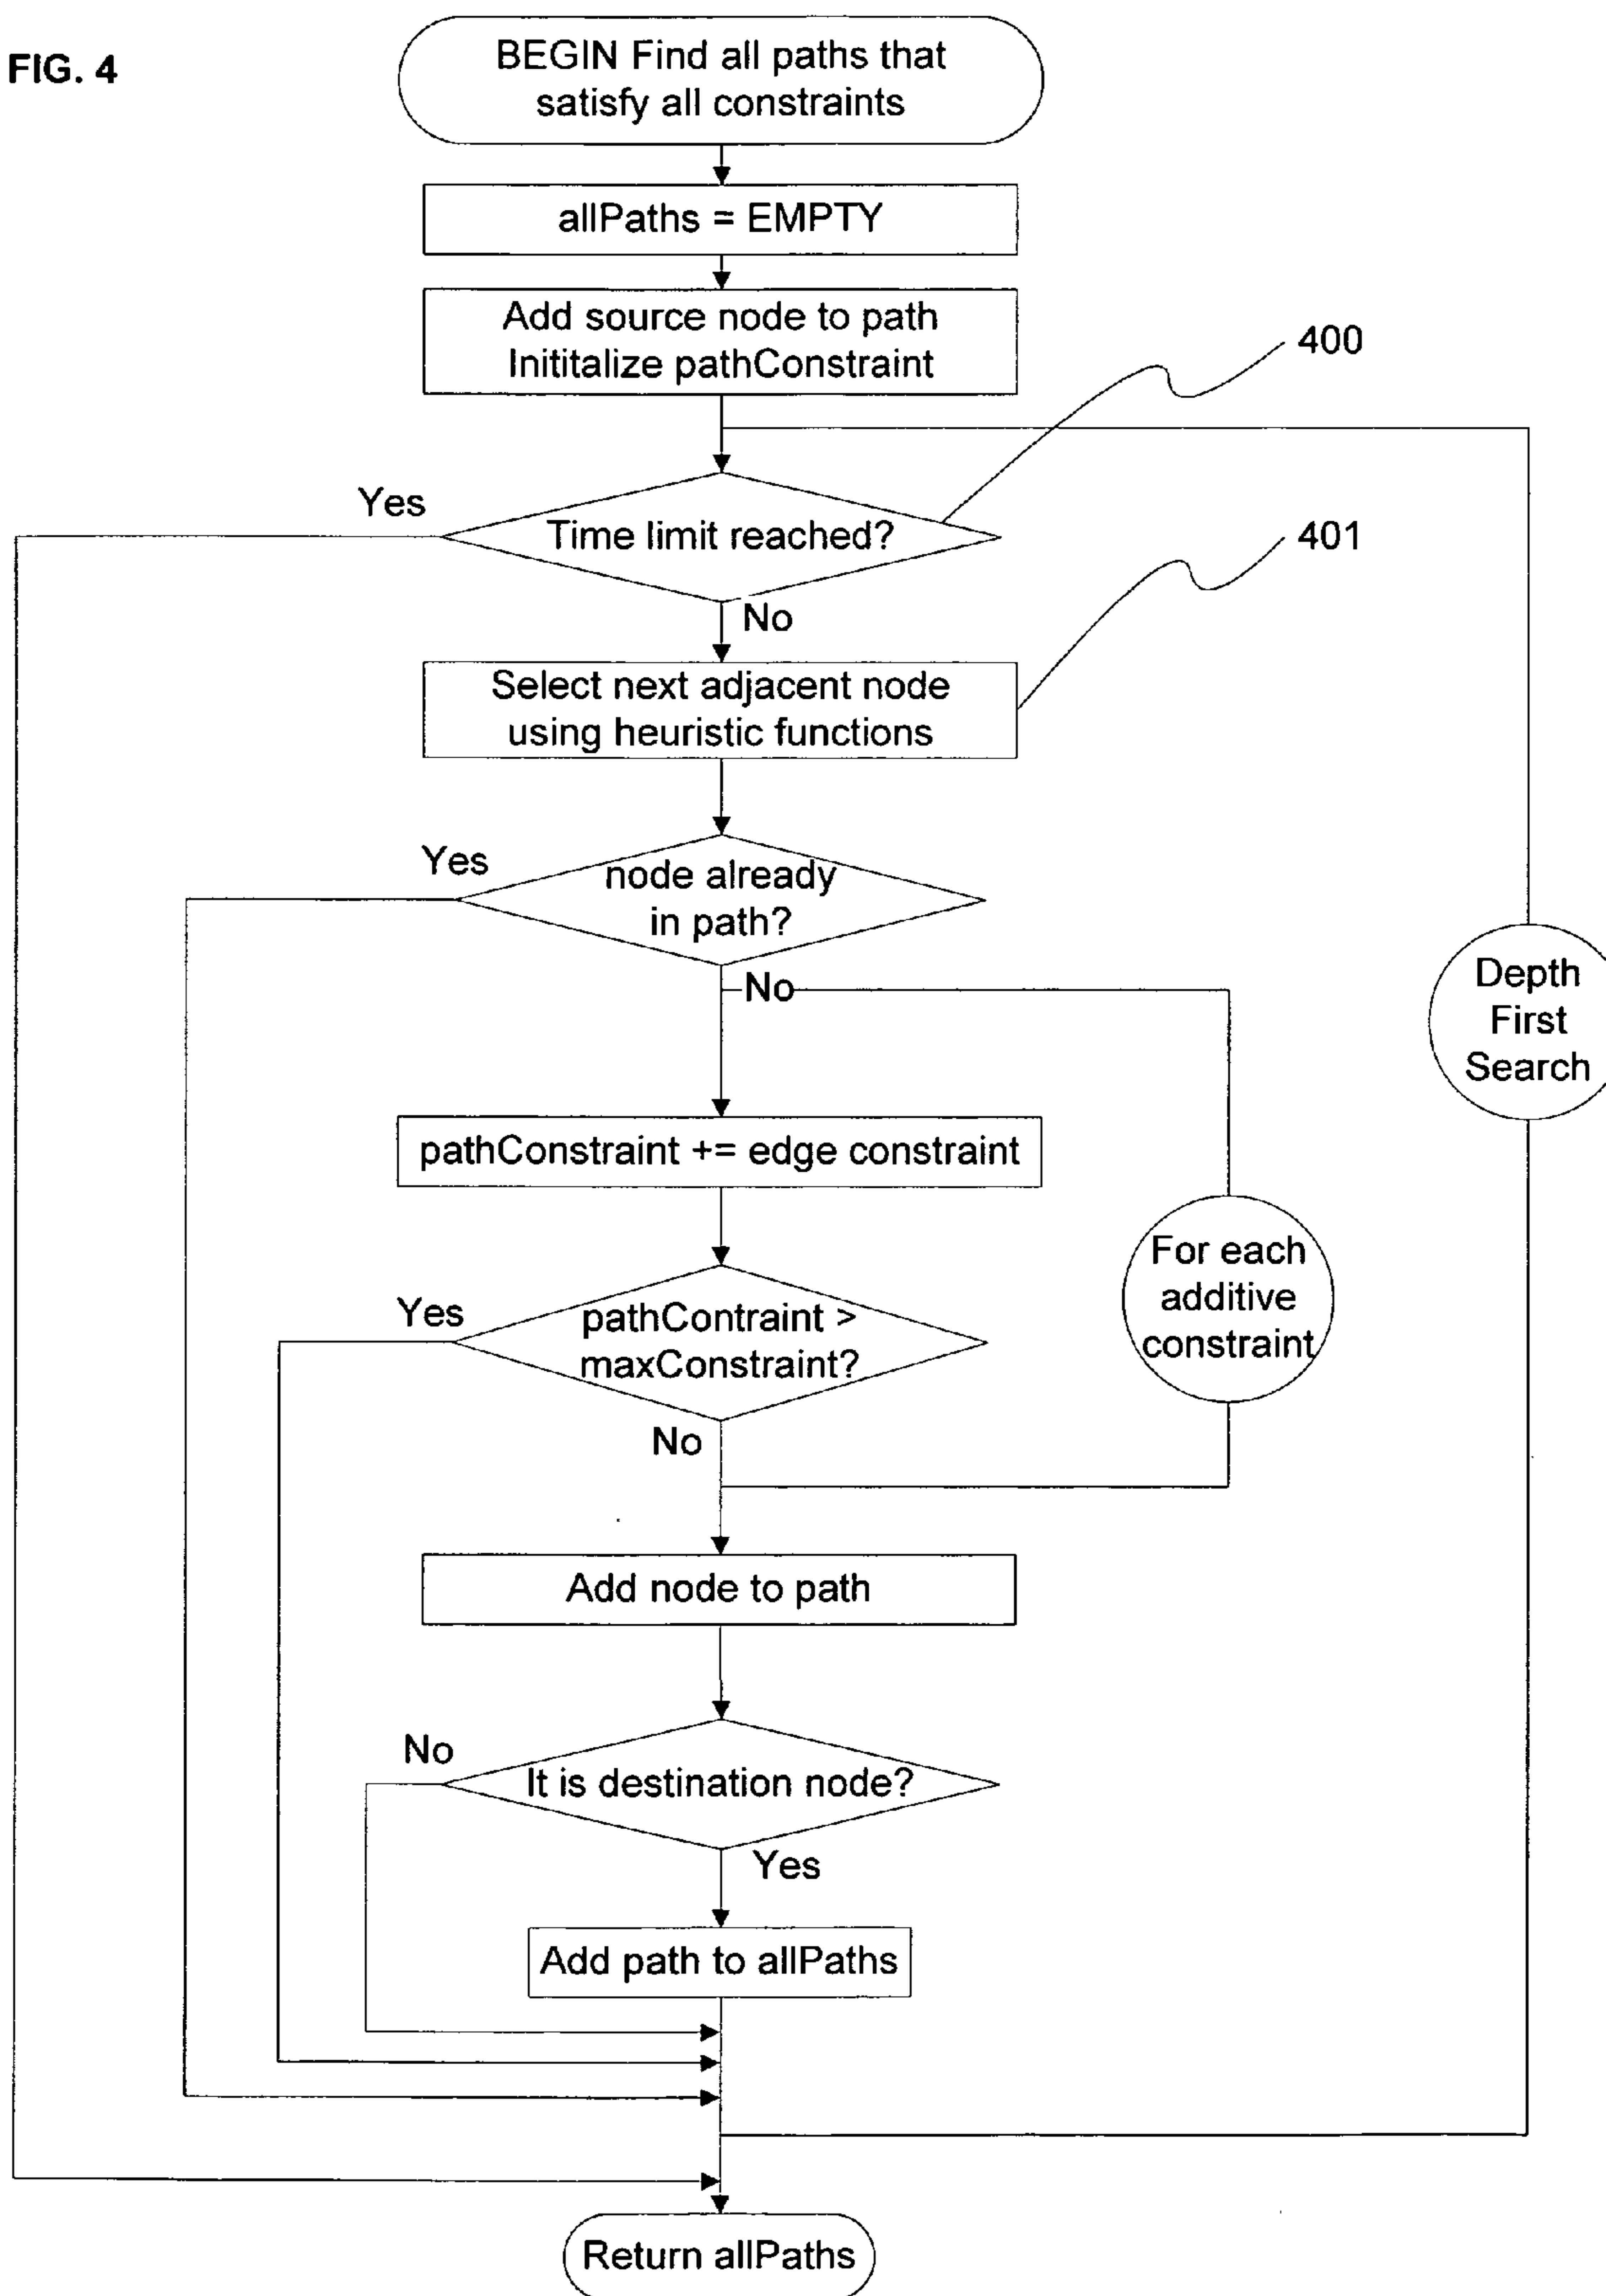 FIG. 4
BEGIN Find all paths that
satisfy all constraints
allPaths = EMPTY
Add source node to path
Inititalize pathConstraint
400
Yes
Time limit reached?
401
No
Select next adjacent node
using heuristic functions
Yes
node already
in path?
No
Depth
First
Search
pathConstraint += edge constraint
For each
additive
constraint
Yes
pathContraint >
maxConstraint?
No
Add node to path
No
It is destination node?
Yes
Add path to allPaths
Return allPaths